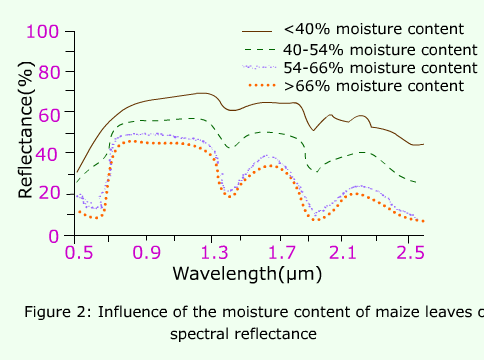 100
80
60
40
20
0
Reflectance(%)
<40% moisture content
40-54% moisture content
54-66% moisture content
>66% moisture content
0.5 0.9 1.3 1.7 2.1 2.5
Wavelength(μm)
Figure 2: Influence of the moisture content of maize leaves
spectral reflectance